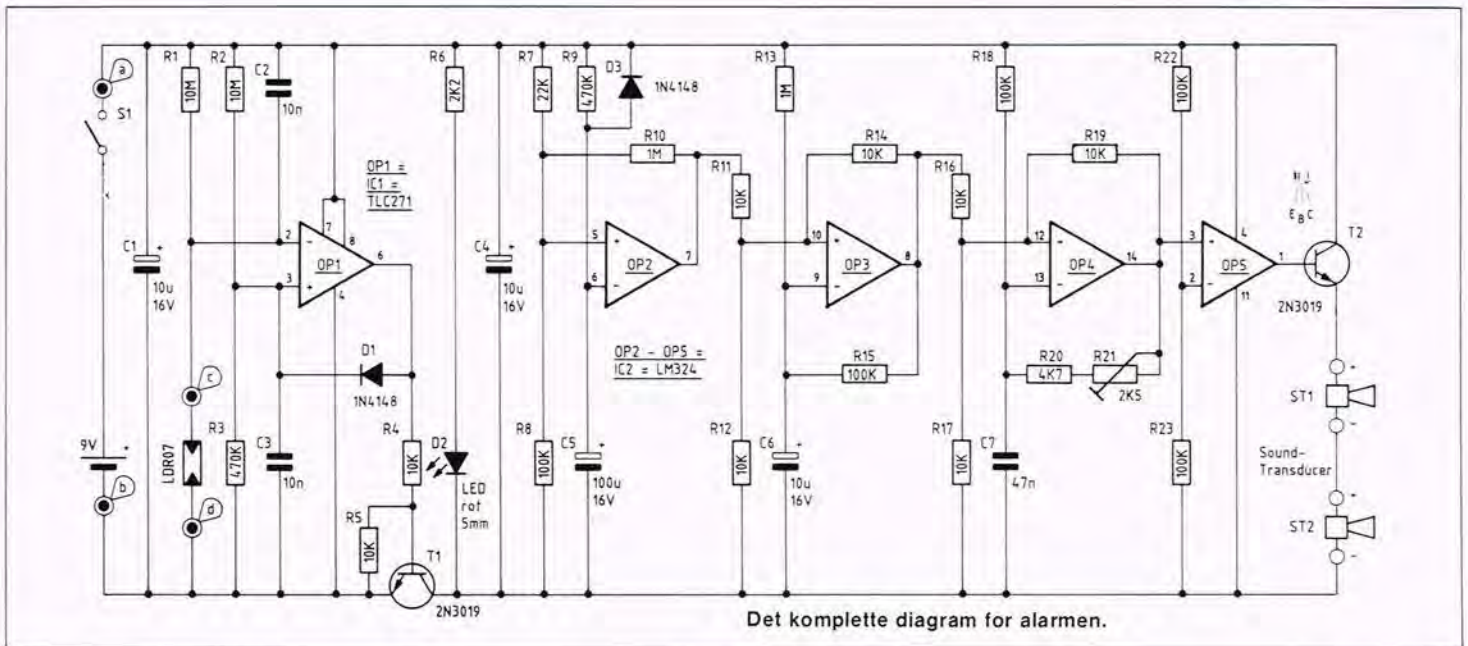 R1
R2
C2
R6
R7
R9
D3
R13
R18
R22
a
S1
10M
10M
10n
2K2
22K
470K
1N4148
1M
100K
100K
R10
1M
R14
10K
R19
10K
R11
10K
R16
10K
OP1 =
IC1 =
TLC271
7
8
2
-
3
+
OP1
6
4
C1
+
10u
16V
C4
+
10u
16V
5
+
6
-
OP2
7
10
+
9
-
OP3
8
12
13
-
OP4
14
3
2
-
OP5
4
1
11
E B C
T2
2N3019
D1
1N4148
OP2 - OP5 =
IC2 = LM324
R15
100K
R20
4K7
R21
2K5
c
LDR07
d
9V
+
b
R3
470K
C3
10n
R4
10K
D2
LED
rot
5mm
R5
10K
T1
2N3019
R8
100K
C5
+
100u
16V
R12
10K
C6
+
10u
16V
R17
10K
C7
47n
R23
100K
+
ST1
-
Sound-
Transducer
+
ST2
-
Det komplette diagram for alarmen.